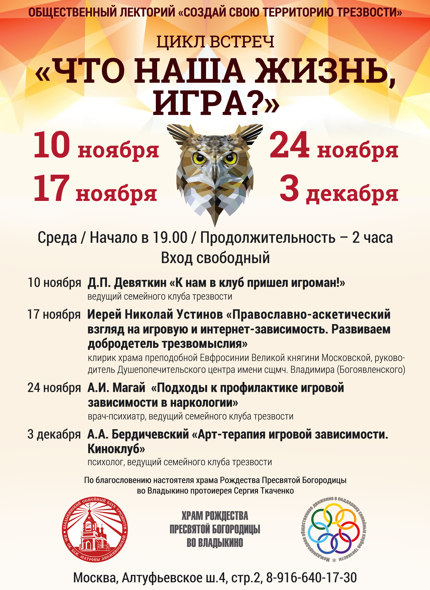 ОБЩЕСТВЕННЫЙ ЛЕКТОРИЙ «СОЗДАЙ СВОЮ ТЕРРИТОРИЮ ТРЕЗВОСТИ»
ЦИКЛ ВСТРЕЧ
«ЧТО НАША ЖИЗНЬ,
ИГРА?»
10 ноября
24 ноября
17 ноября
3 декабря
Среда / Начало в 19.00 / Продолжительность – 2 часа
Вход свободный
10 ноября Д.П. Девяткин «К нам в клуб пришел игроман!»
ведущий семейного клуба трезвости
17 ноября Иерей Николай Устинов «Православно-аскетический
взгляд на игровую и интернет-зависимость. Развиваем
добродетель трезвомыслия»
клирик храма преподобной Евфросинии Великой княгини Московской, руково-
дитель Душепопечительского центра имени сщмч. Владимира (Богоявленского)
24 ноября А.И. Магай «Подходы к профилактике игровой
зависимости в наркологии»
врач-психиатр, ведущий семейного клуба трезвости
3 декабря А.А. Бердичевский «Арт-терапия игровой зависимости.
Киноклуб»
психолог, ведущий семейного клуба трезвости
По благословению настоятеля храма Рождества Пресвятой Богородицы
во Владыкино протоиерея Сергия Ткаченко
ХРАМ РОЖДЕСТВА
ПРЕСВЯТОЙ БОГОРОДИЦЫ
ВО ВЛАДЫКИНО
Москва, Алтуфьевское ш.4, стр.2, 8-916-640-17-30